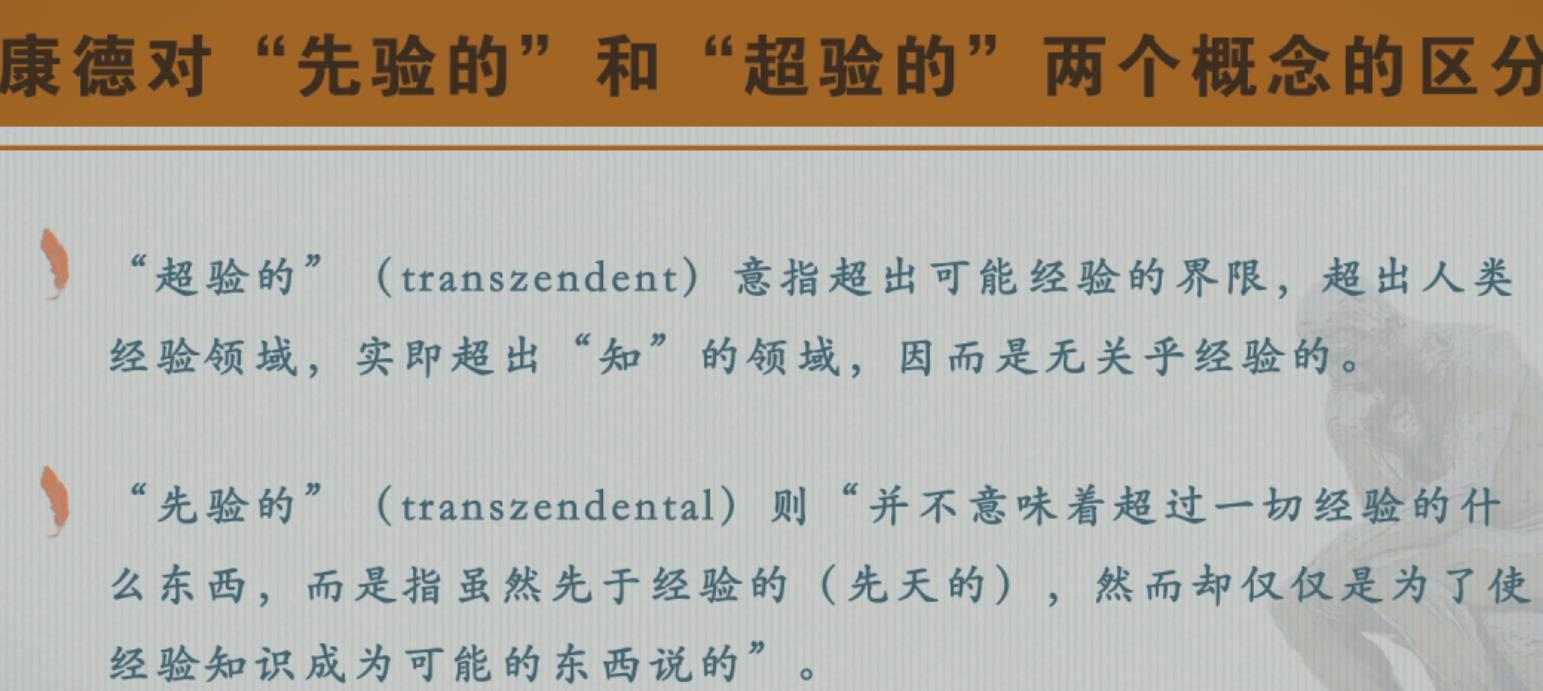 康德对“先验的”和“超验的”两个概念的区分
“超验的”（transzendent）意指超出可能经验的界限，超出人类
经验领域，实即超出“知”的领域，因而是无关乎经验的。
“先验的”（transzendental）则“并不意味着超过一切经验的什
么东西，而是指虽然先于经验的（先天的），然而却仅仅是为了使
经验知识成为可能的东西说的”。